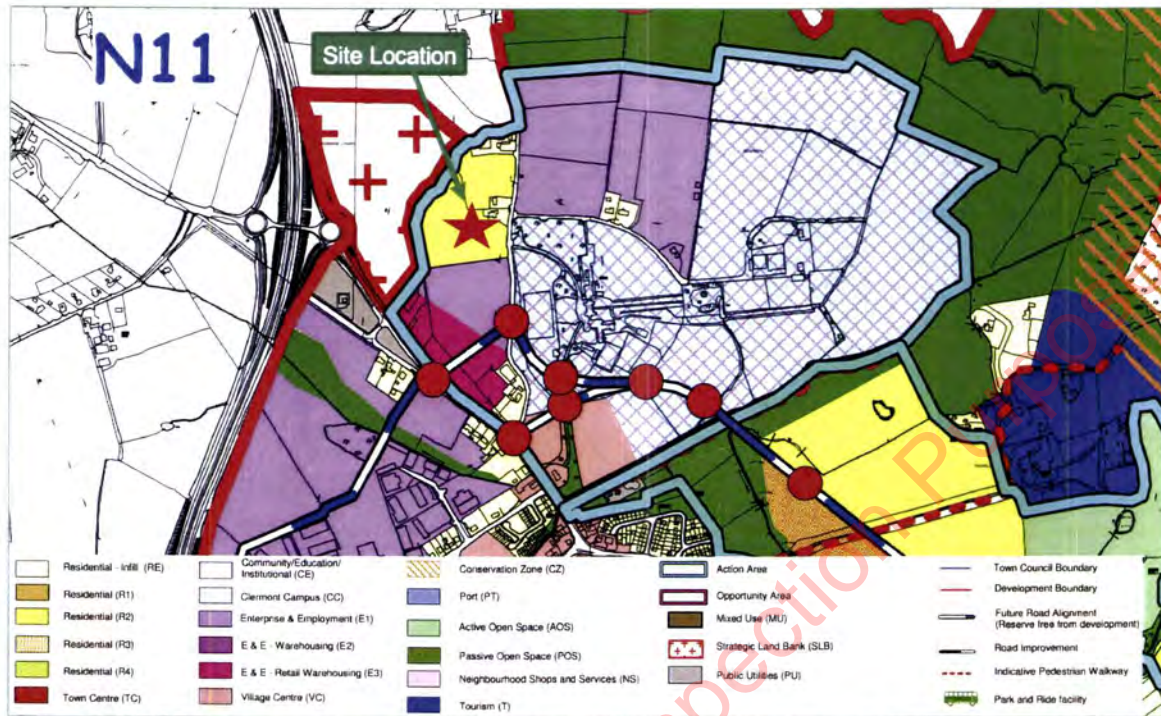 N11
Site Location
Residential - Infill (RE)
Residential (R1)
Residential (R2)
Residential (R3)
Residential (R4)
Town Centre (TC)
Community/Education/
Institutional (CE)
Clermont Campus (CC)
Enterprise & Employment (E1)
E & E - Warehousing (E2)
E & E - Retail Warehousing (E3)
Village Centre (VC)
Conservation Zone (CZ)
Port (PT)
Active Open Space (AOS)
Passive Open Space (POS)
Neighbourhood Shops and Services (NS)
Tourism (T)
Action Area
Opportunity Area
Mixed Use (MU)
Strategic Land Bank (SLB)
Public Utilities (PU)
Town Council Boundary
Development Boundary
Future Road Alignment
(Reserve free from development)
Road Improvement
Indicative Pedestrian Walkway
Park and Ride facility
pection Purpos